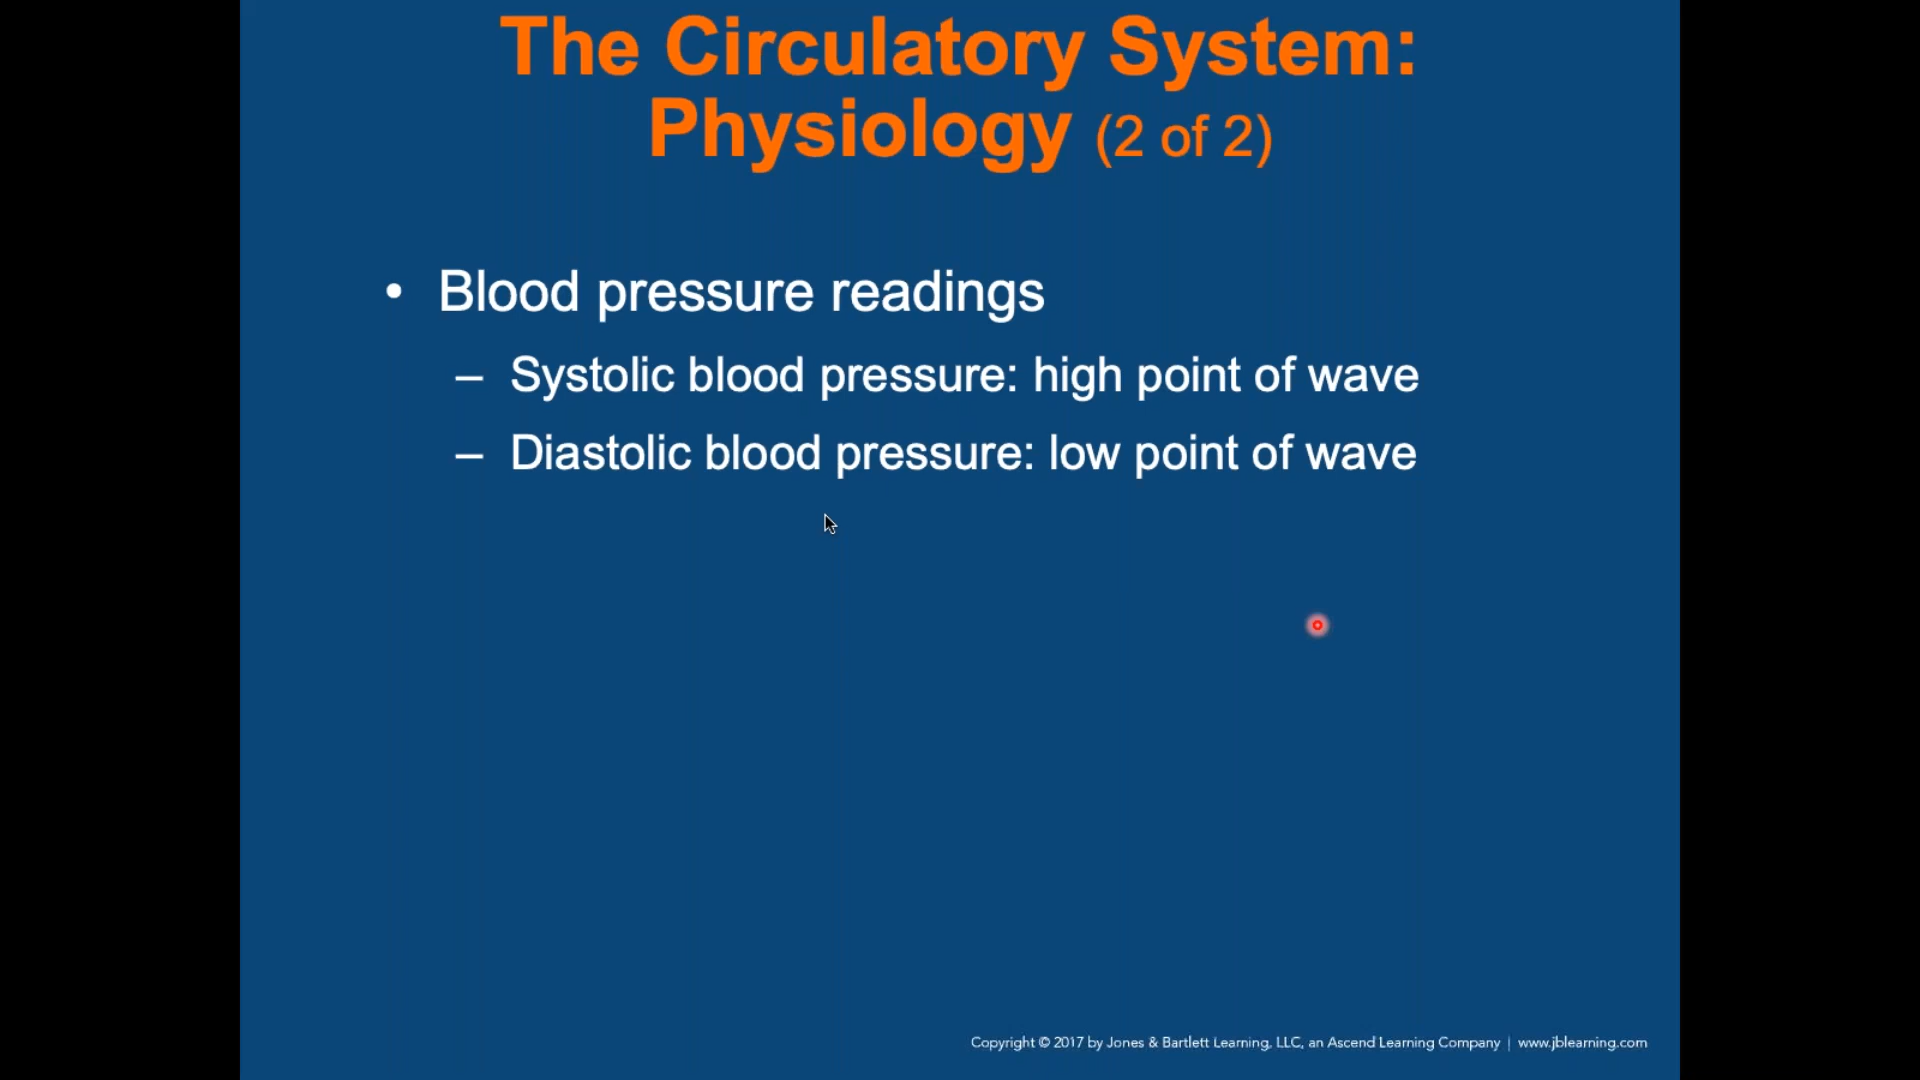 The Circulatory System:
Physiology (2 of 2)
• Blood pressure readings
– Systolic blood pressure: high point of wave
– Diastolic blood pressure: low point of wave
Copyright © 2017 by Jones & Bartlett Learning, LLC, an Ascend Learning Company | www.jblearning.com